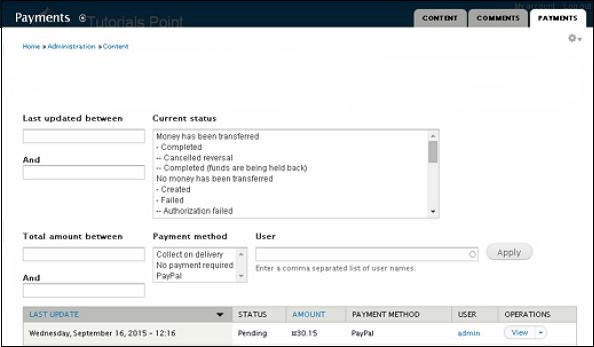 My account Log out
Payments
Tutorials Point
CONTENT COMMENTS PAYMENTS
Home » Administration » Content
Last updated between
And
Current status
Money has been transferred
- Completed
-- Cancelled reversal
-- Completed (funds are being held back)
No money has been transferred
- Created
- Failed
-- Authorization failed
Total amount between
And
Payment method
Collect on delivery
No payment required
PayPal
User
Enter a comma separated list of user names.
Apply
LAST UPDATE STATUS AMOUNT PAYMENT METHOD USER OPERATIONS
Wednesday, September 16, 2015 - 12:16 Pending ¤30.15 PayPal admin View